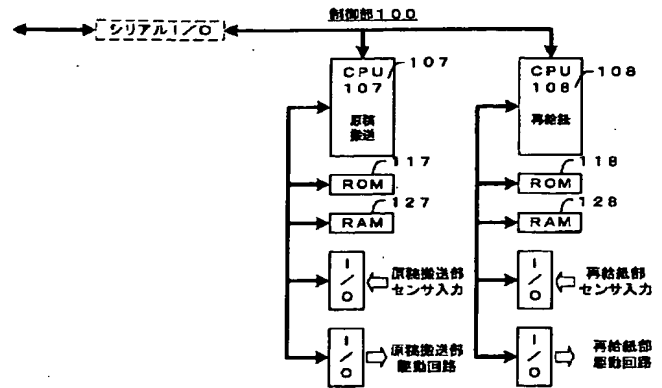 制御部100
シリアルI/O
CPU
107
原稿
搬送
107
CPU
108
再給紙
108
117
ROM
118
ROM
127
RAM
128
RAM
I/O
原稿搬送部
センサ入力
I/O
再給紙部
センサ入力
I/O
原稿搬送部
駆動回路
I/O
再給紙部
駆動回路